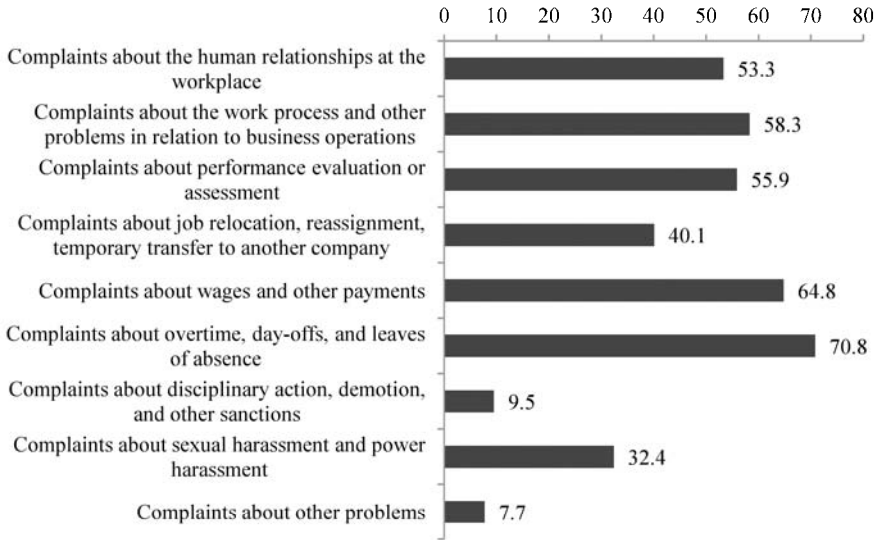 0 10 20 30 40 50 60 70 80
Complaints about the human relationships at the
workplace
53.3
Complaints about the work process and other
problems in relation to business operations
58.3
Complaints about performance evaluation or
assessment
55.9
Complaints about job relocation, reassignment,
temporary transfer to another company
40.1
Complaints about wages and other payments
64.8
Complaints about overtime, day-offs, and leaves
of absence
70.8
Complaints about disciplinary action, demotion,
and other sanctions
9.5
Complaints about sexual harassment and power
harassment
32.4
Complaints about other problems
7.7